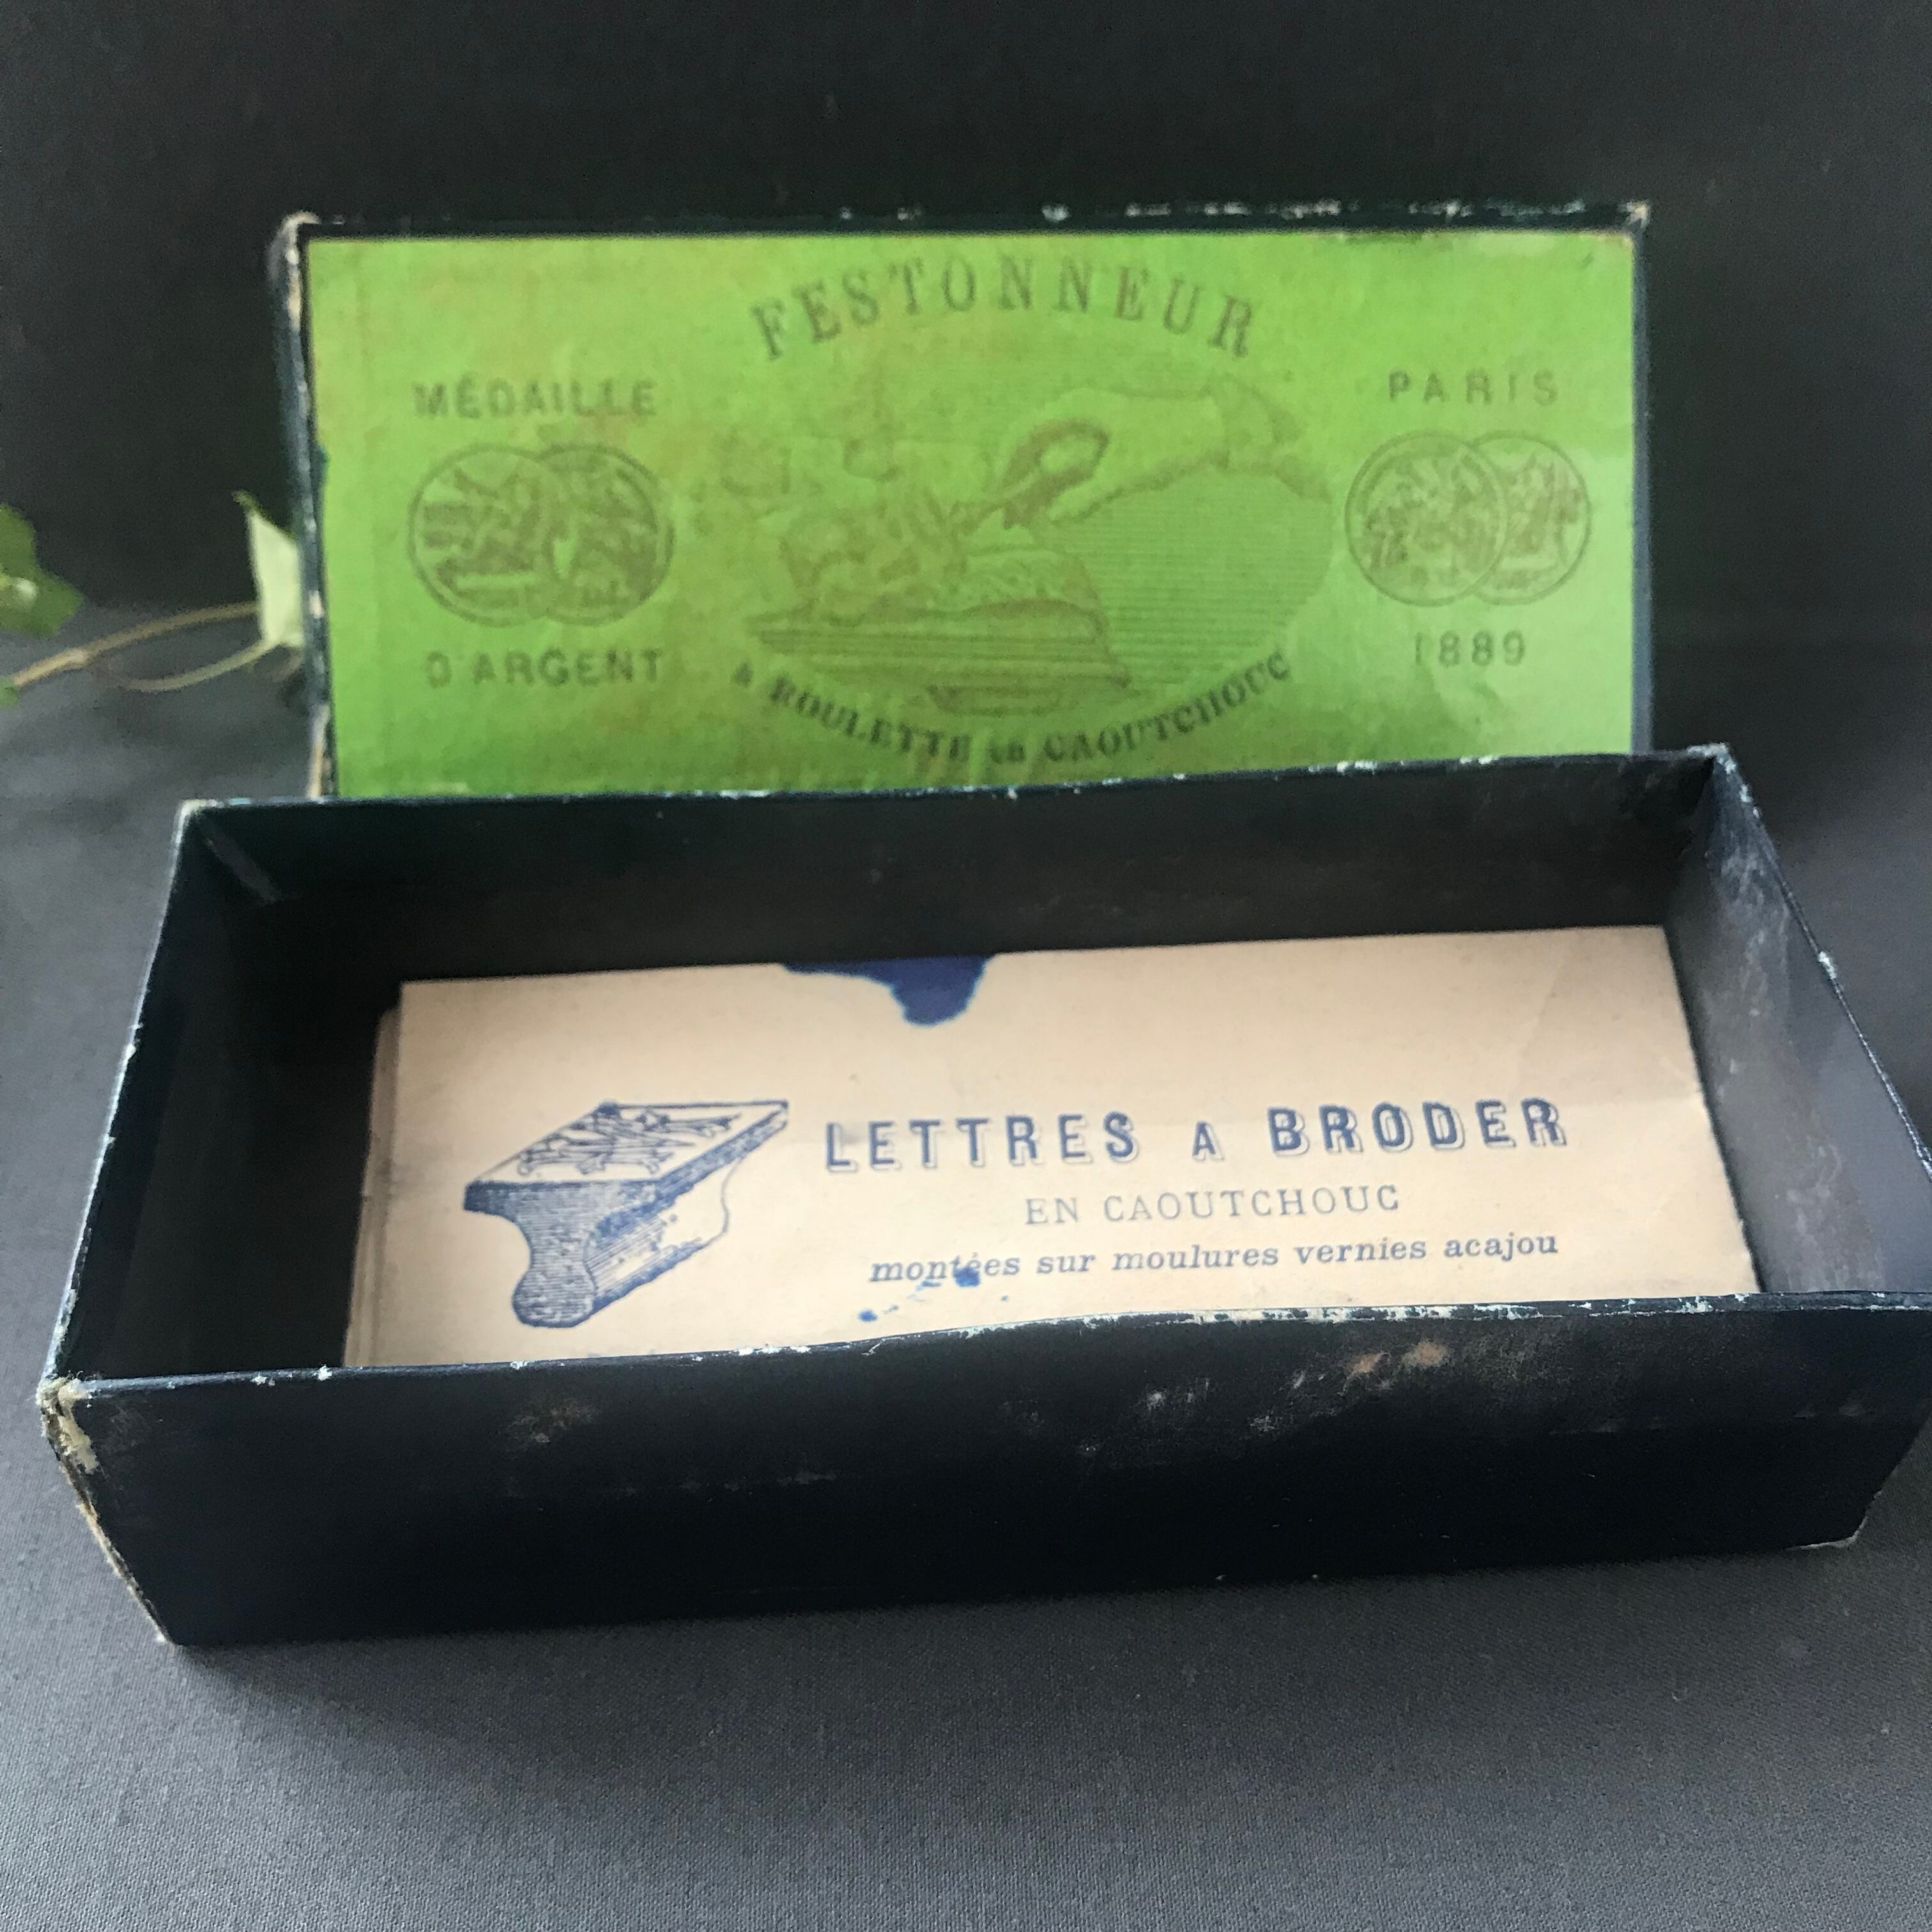 FESTONNEUR
MÉDAILLE
D'ARGENT
PARIS
1889
A ROULETTE en CAOUTCHOUC
LETTRES A BRODER
EN CAOUTCHOUC
montées sur moulures vernies acajou